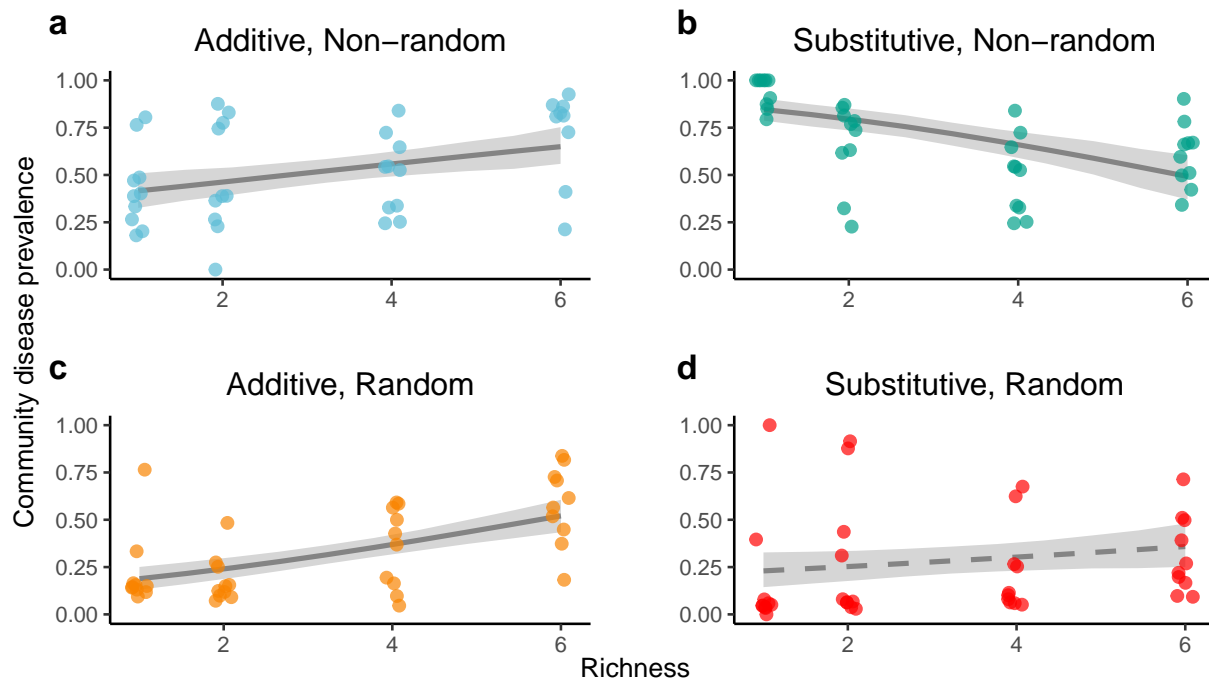 a
Additive, Non−random
1.00
0.75
0.50
0.25
0.00
2 4 6
b
Substitutive, Non−random
1.00
0.75
0.50
0.25
0.00
2 4 6
c
Additive, Random
1.00
0.75
0.50
0.25
0.00
2 4 6
d
Substitutive, Random
1.00
0.75
0.50
0.25
0.00
2 4 6
Community disease prevalence
Richness